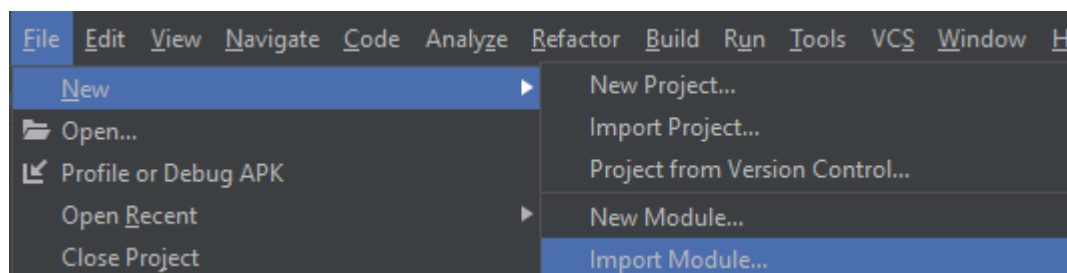 File Edit View Navigate Code Analyze Refactor Build Run Tools VCS Window H
New
Open...
Profile or Debug APK
Open Recent
Close Project
New Project...
Import Project...
Project from Version Control...
New Module...
Import Module...